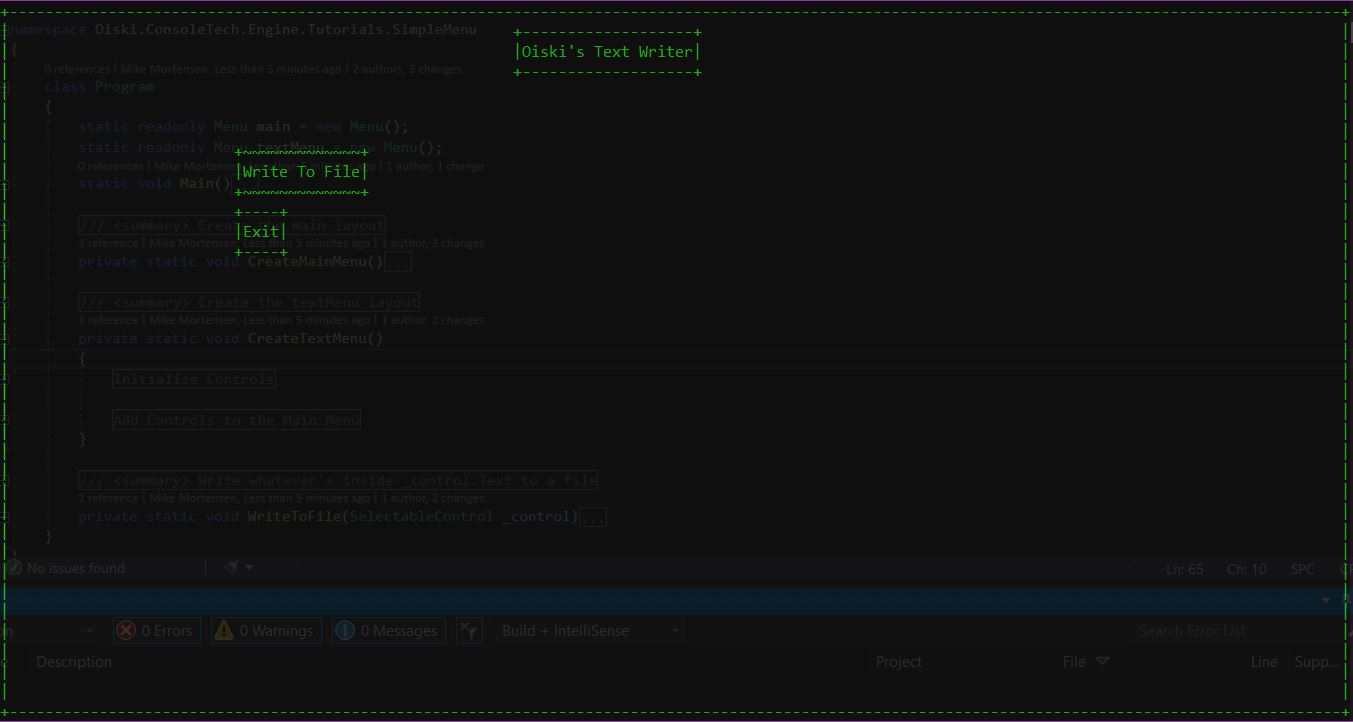 namespace Oiski.ConsoleTech.Engine.Tutorials.SimpleMenu
Oiski's Text Writer
{
0 references | Mike Mortensen, Less than 5 minutes ago | 2 authors, 3 changes
class Program
{
static readonly Menu main = new Menu();
static readonly Menu textMenu = new Menu();
0 references | Mike Mortensen, Less than 5 minutes ago | 1 author, 1 change
Write To File
static void Main()
/// <summary> Create the main layout
Exit
1 reference | Mike Mortensen, Less than 5 minutes ago | 1 author, 2 changes
private static void CreateMainMenu()...
/// <summary> Create the textMenu layout
1 reference | Mike Mortensen, Less than 5 minutes ago | 1 author, 2 changes
private static void CreateTextMenu()
{
Initialize Controls
Add Controls to the Main Menu
}
/// <summary> Write whatever's inside _control.Text to a file
1 reference | Mike Mortensen, Less than 5 minutes ago | 1 author, 2 changes
private static void WriteToFile(SelectableControl _control)...
}
}
No issues found Ln: 65 Ch: 10 SPC
0 Errors 0 Warnings 0 Messages Build + IntelliSense Search Error List
Description Project File Line Supp...